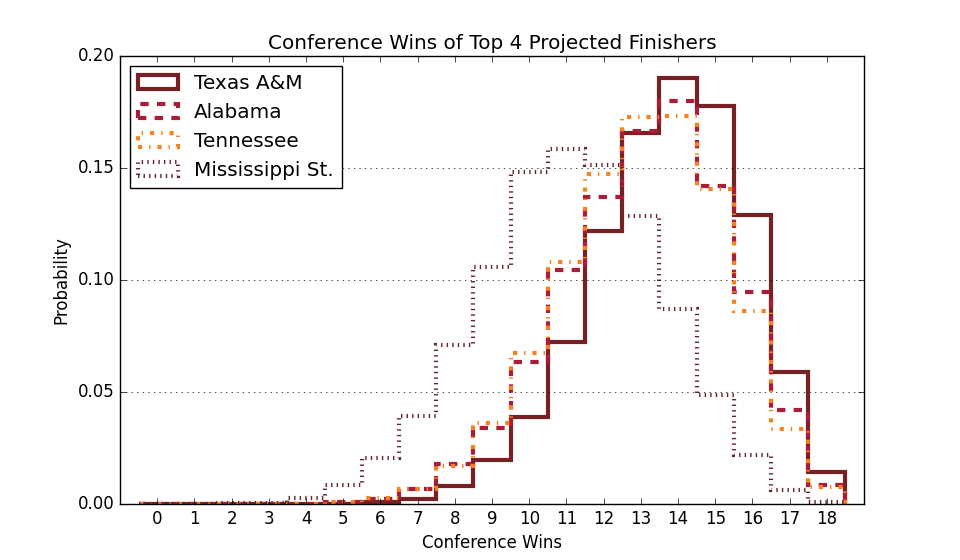 Conference Wins of Top 4 Projected Finishers
0.20
Texas A&M
Alabama
Tennessee
Mississippi St.
0.15
0.10
Probability
0.05
0.00
0 1 2 3 4 5 6 7 8 9 10 11 12 13 14 15 16 17 18
Conference Wins